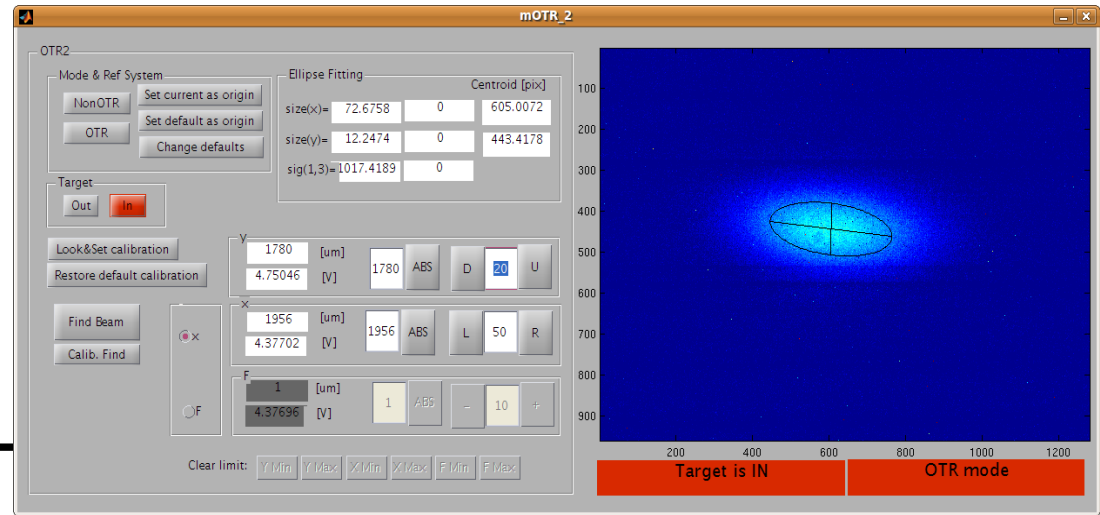 mOTR_2
OTR2
Mode & Ref System
NonOTR
OTR
Set current as origin
Set default as origin
Change defaults
Ellipse Fitting
Centroid [pix]
size(x)= 72.6758 0 605.0072
size(y)= 12.2474 0 443.4178
sig(1,3)= 1017.4189 0
Target
Out In
Look&Set calibration
Restore default calibration
Find Beam
Calib. Find
x
F
y
1780 [um]
4.75046 [V]
1780 ABS D 20 U
x
1956 [um]
4.37702 [V]
1956 ABS L 50 R
F
1 [um]
4.37696 [V]
1 ABS - 10 +
Clear limit: Y Min Y Max X Min X Max F Min F Max
100
200
300
400
500
600
700
800
900
200 400 600 800 1000 1200
Target is IN OTR mode